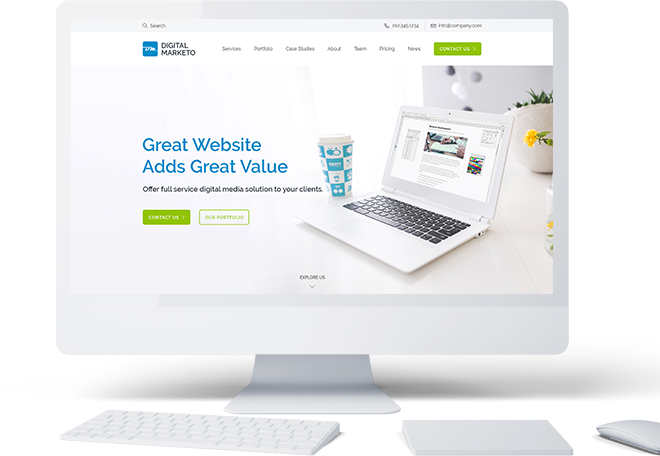 Search
012.345.1234
info@company.com
DIGITAL
MARKETO
Services
Portfolio
Case Studies
About
Team
Pricing
News
CONTACT US
Great Website
Adds Great Value
Offer full service digital media solution to your clients.
CONTACT US
OUR PORTFOLIO
EXPLORE US